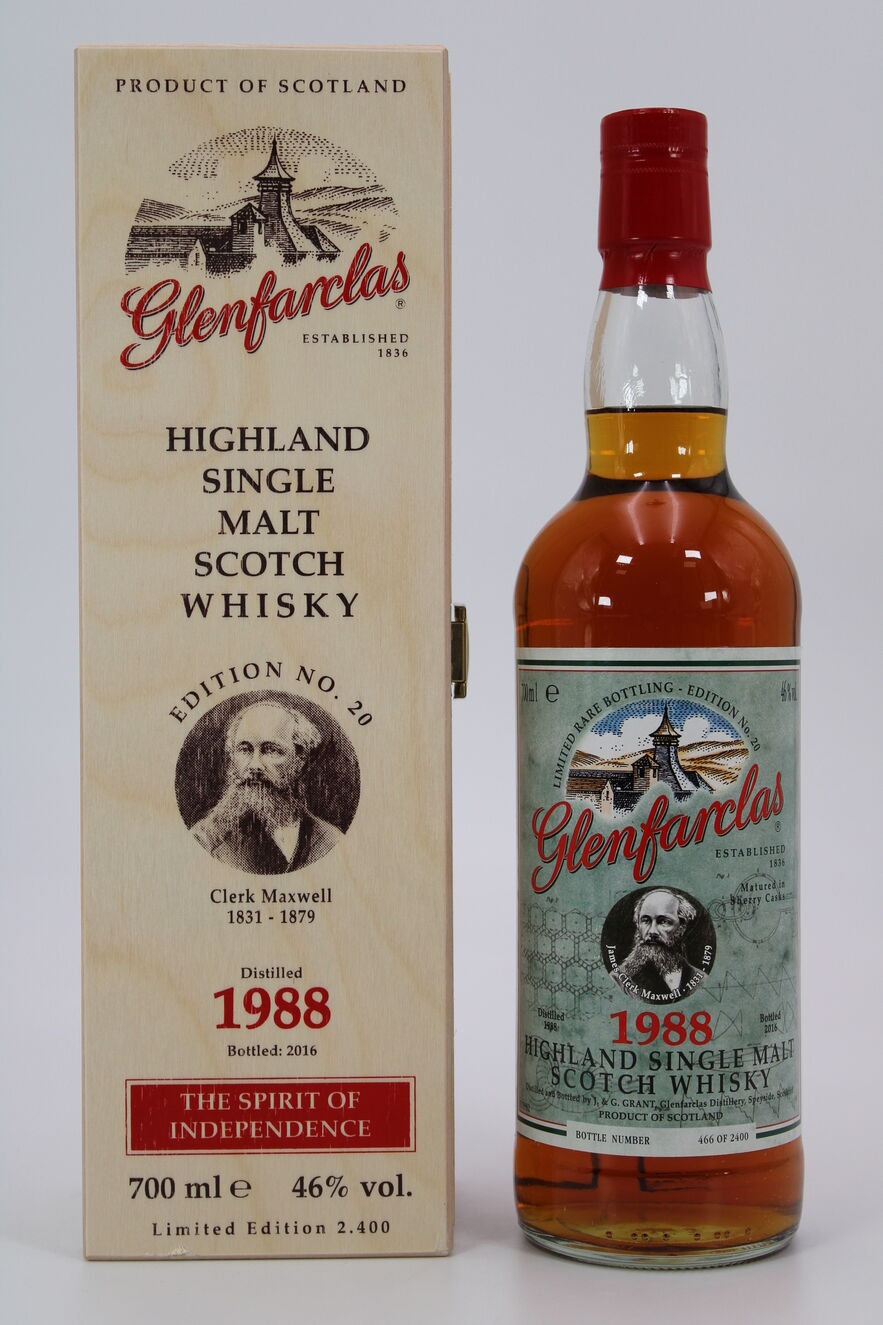 PRODUCT OF SCOTLAND
Glenfarclas ®
ESTABLISHED
1836
HIGHLAND
SINGLE
MALT
SCOTCH
WHISKY
EDITION NO. 20
Clerk Maxwell
1831 - 1879
Distilled
1988
Bottled: 2016
THE SPIRIT OF
INDEPENDENCE
700 ml ℮ 46% vol.
Limited Edition 2.400
700ml ℮ 46% vol.
LIMITED RARE BOTTLING - EDITION No. 20
Glenfarclas ®
ESTABLISHED
1836
Matured in
Sherry Casks
James Clerk Maxwell · 1831 - 1879
Distilled
1988
1988
Bottled
2016
HIGHLAND SINGLE MALT
SCOTCH WHISKY
Distilled and Bottled by J. & G. GRANT, Glenfarclas Distillery, Speyside, Scotland
PRODUCT OF SCOTLAND
BOTTLE NUMBER 466 OF 2400